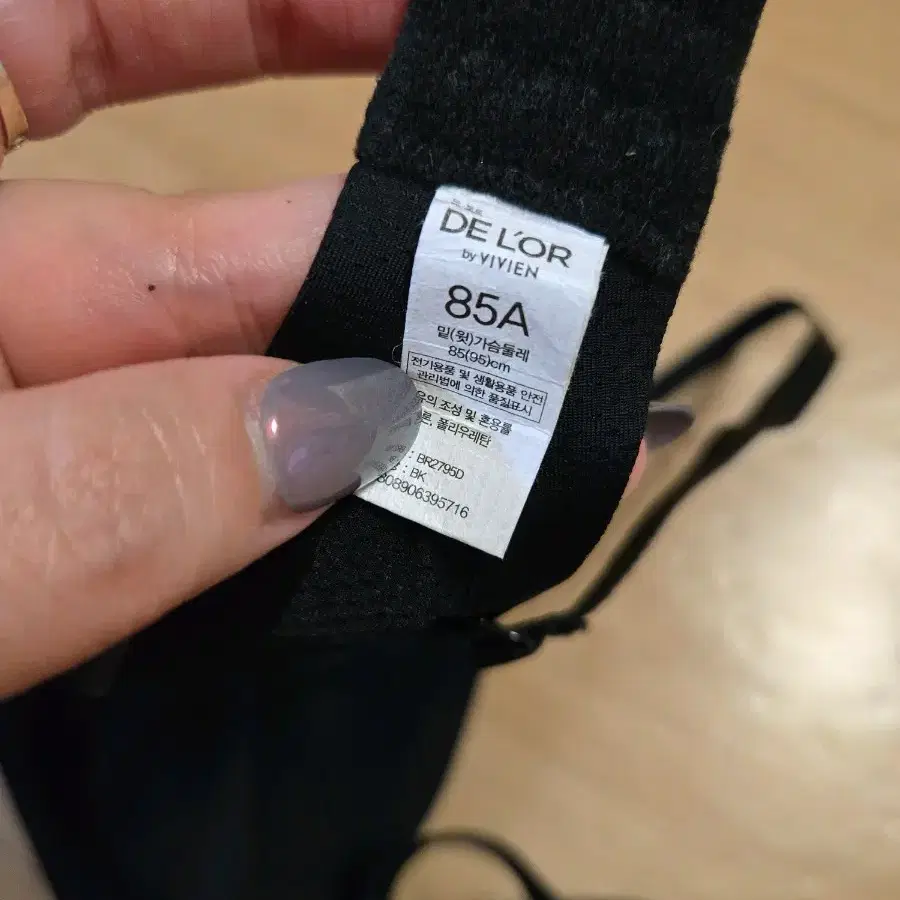 DE L'OR
by VIVIEN
85A
밑(윗)가슴둘레
85(95)cm
전기용품 및 생활용품 안전
관리법에 의한 품질표시
조성 및 혼용률
폴리우레탄
: BR2795D
: BK
808906395716